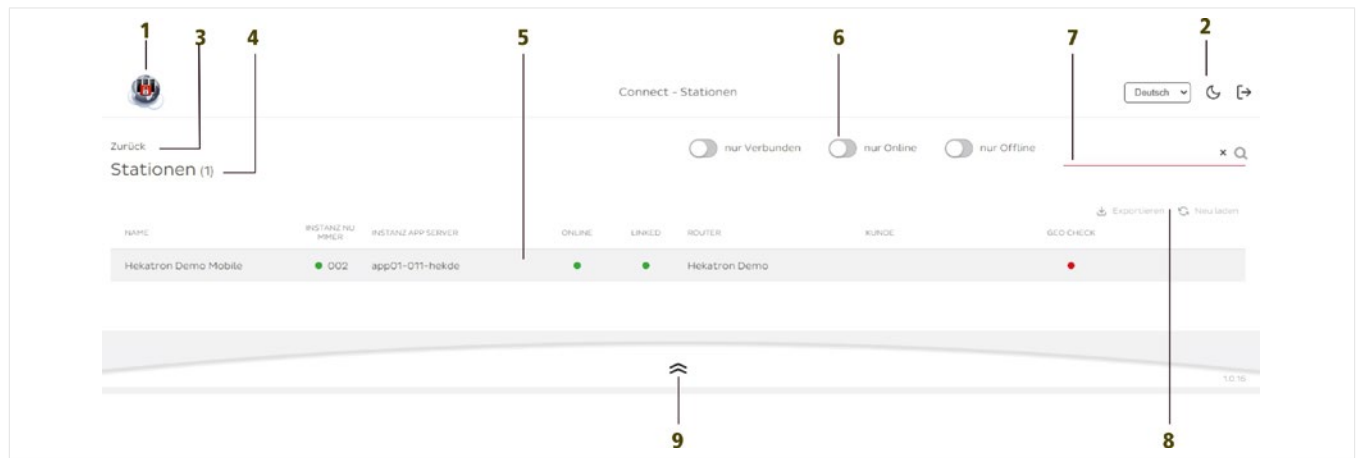 1 3 4 5 6 7 2
Connect - Stationen Deutsch
Zurück nur Verbunden nur Online nur Offline
Stationen (1) ×
Exportieren Neu laden
NAME INSTANZ NU INSTANZ APP SERVER ONLINE LINKED ROUTER KUNDE GEO CHECK
MMER
Hekatron Demo Mobile 002 app01-011-hekde Hekatron Demo
1.0.16
9 8